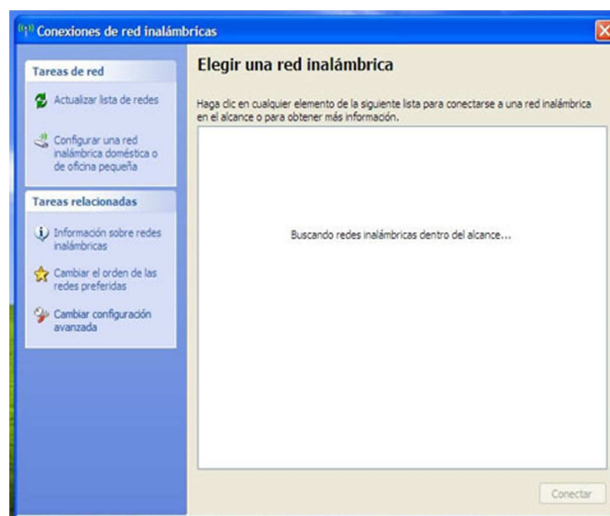 Conexiones de red inalámbricas
Tareas de red
Actualizar lista de redes
Configurar una red
inalámbrica doméstica o
de oficina pequeña
Tareas relacionadas
Información sobre redes
inalámbricas
Cambiar el orden de las
redes preferidas
Cambiar configuración
avanzada
Elegir una red inalámbrica
Haga clic en cualquier elemento de la siguiente lista para conectarse a una red inalámbrica
en el alcance o para obtener más información.
Buscando redes inalámbricas dentro del alcance...
Conectar